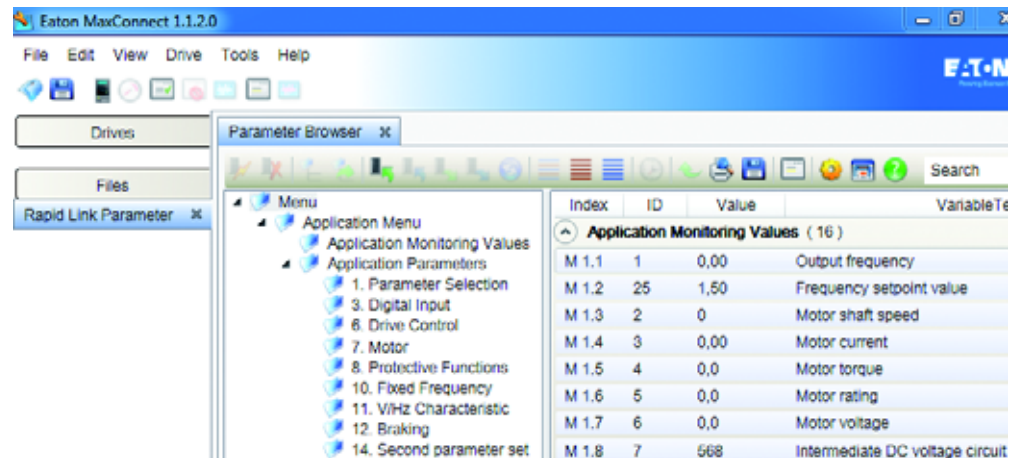 Eaton MaxConnect 1.1.2.0
File Edit View Drive Tools Help
Drives
Files
Rapid Link Parameter
Parameter Browser
Search
Menu
Application Menu
Application Monitoring Values
Application Parameters
1. Parameter Selection
3. Digital Input
6. Drive Control
7. Motor
8. Protective Functions
10. Fixed Frequency
11. V/Hz Characteristic
12. Braking
14. Second parameter set
Index ID Value VariableTe
Application Monitoring Values ( 16 )
M 1.1 1 0,00 Output frequency
M 1.2 25 1,50 Frequency setpoint value
M 1.3 2 0 Motor shaft speed
M 1.4 3 0,00 Motor current
M 1.5 4 0,0 Motor torque
M 1.6 5 0,0 Motor rating
M 1.7 6 0,0 Motor voltage
M 1.8 7 568 Intermediate DC voltage circuit